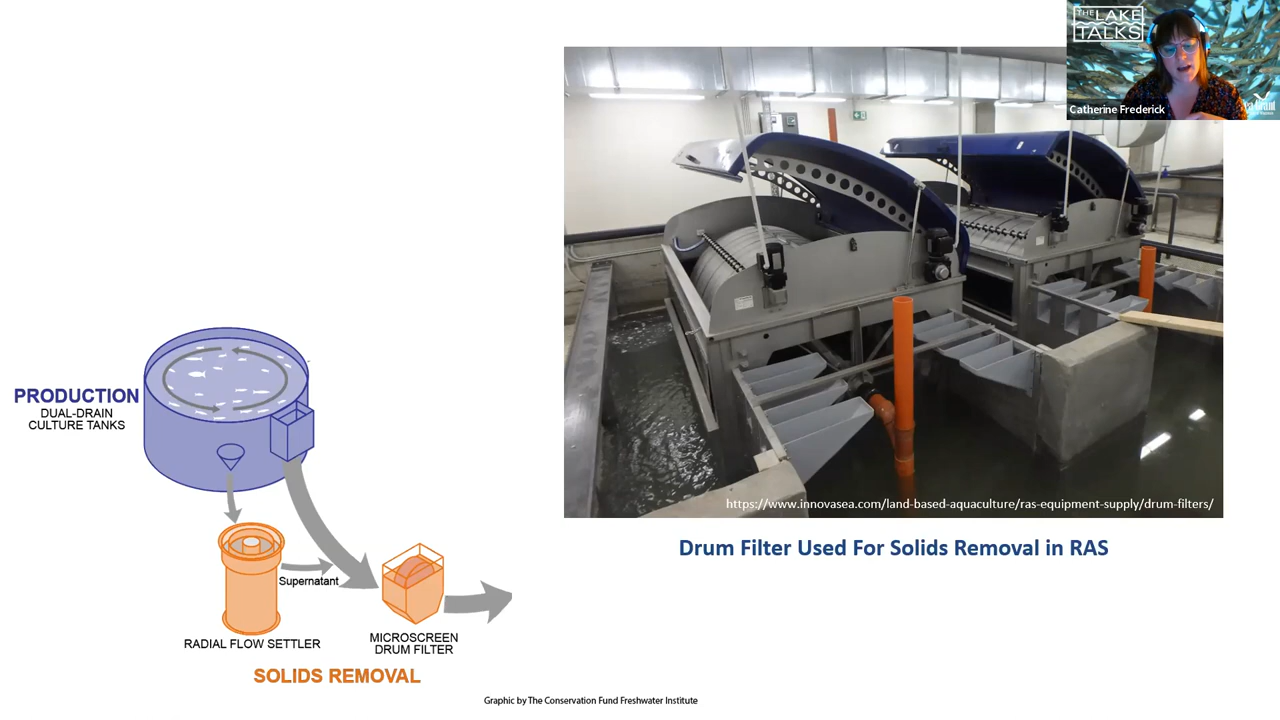 THE LAKE
TALKS
Catherine Frederick
PRODUCTION
DUAL-DRAIN
CULTURE TANKS
Supernatant
RADIAL FLOW SETTLER
MICROSCREEN
DRUM FILTER
SOLIDS REMOVAL
https://www.innovasea.com/land-based-aquaculture/ras-equipment-supply/drum-filters/
Drum Filter Used For Solids Removal in RAS
Graphic by The Conservation Fund Freshwater Institute